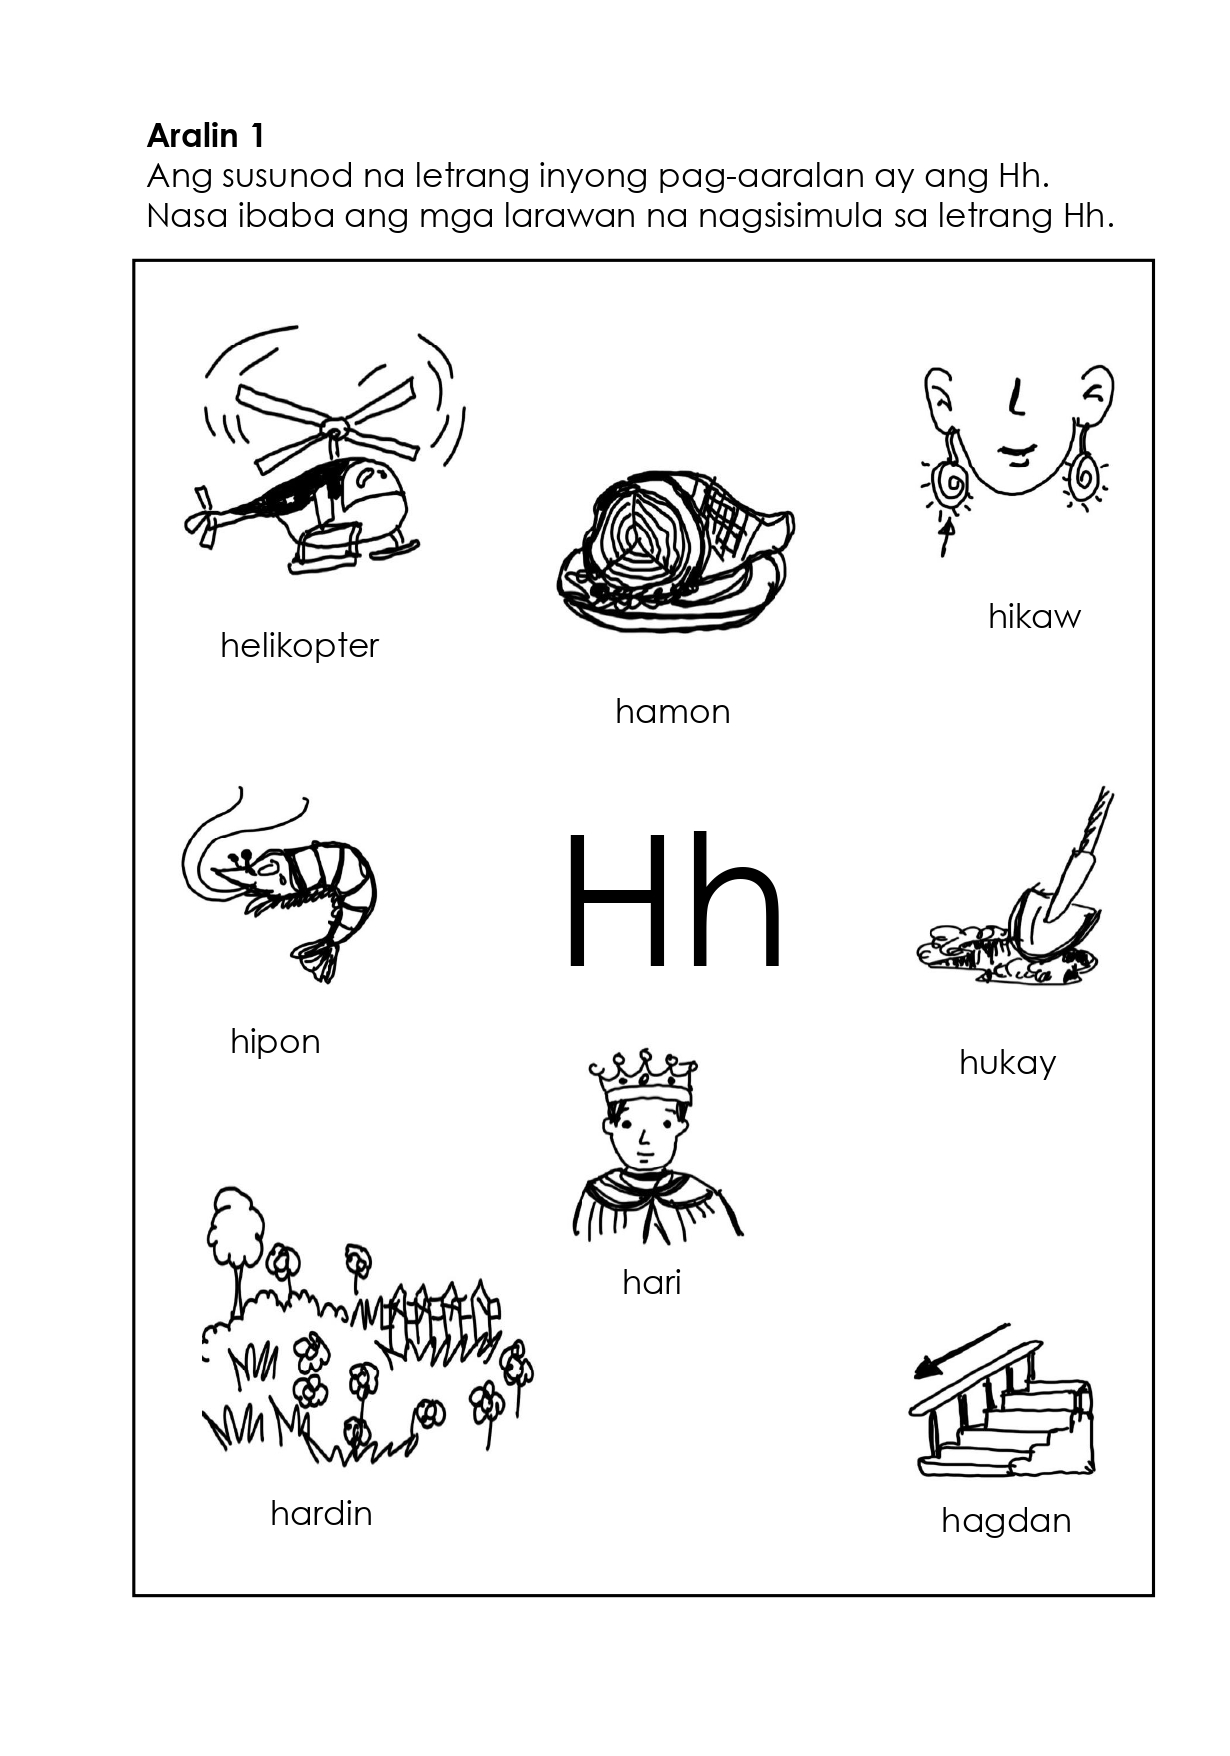 Aralin 1
Ang susunod na letrang inyong pag-aaralan ay ang Hh.
Nasa ibaba ang mga larawan na nagsisimula sa letrang Hh.
helikopter
hamon
hikaw
hipon
Hh
hukay
hari
hardin
hagdan